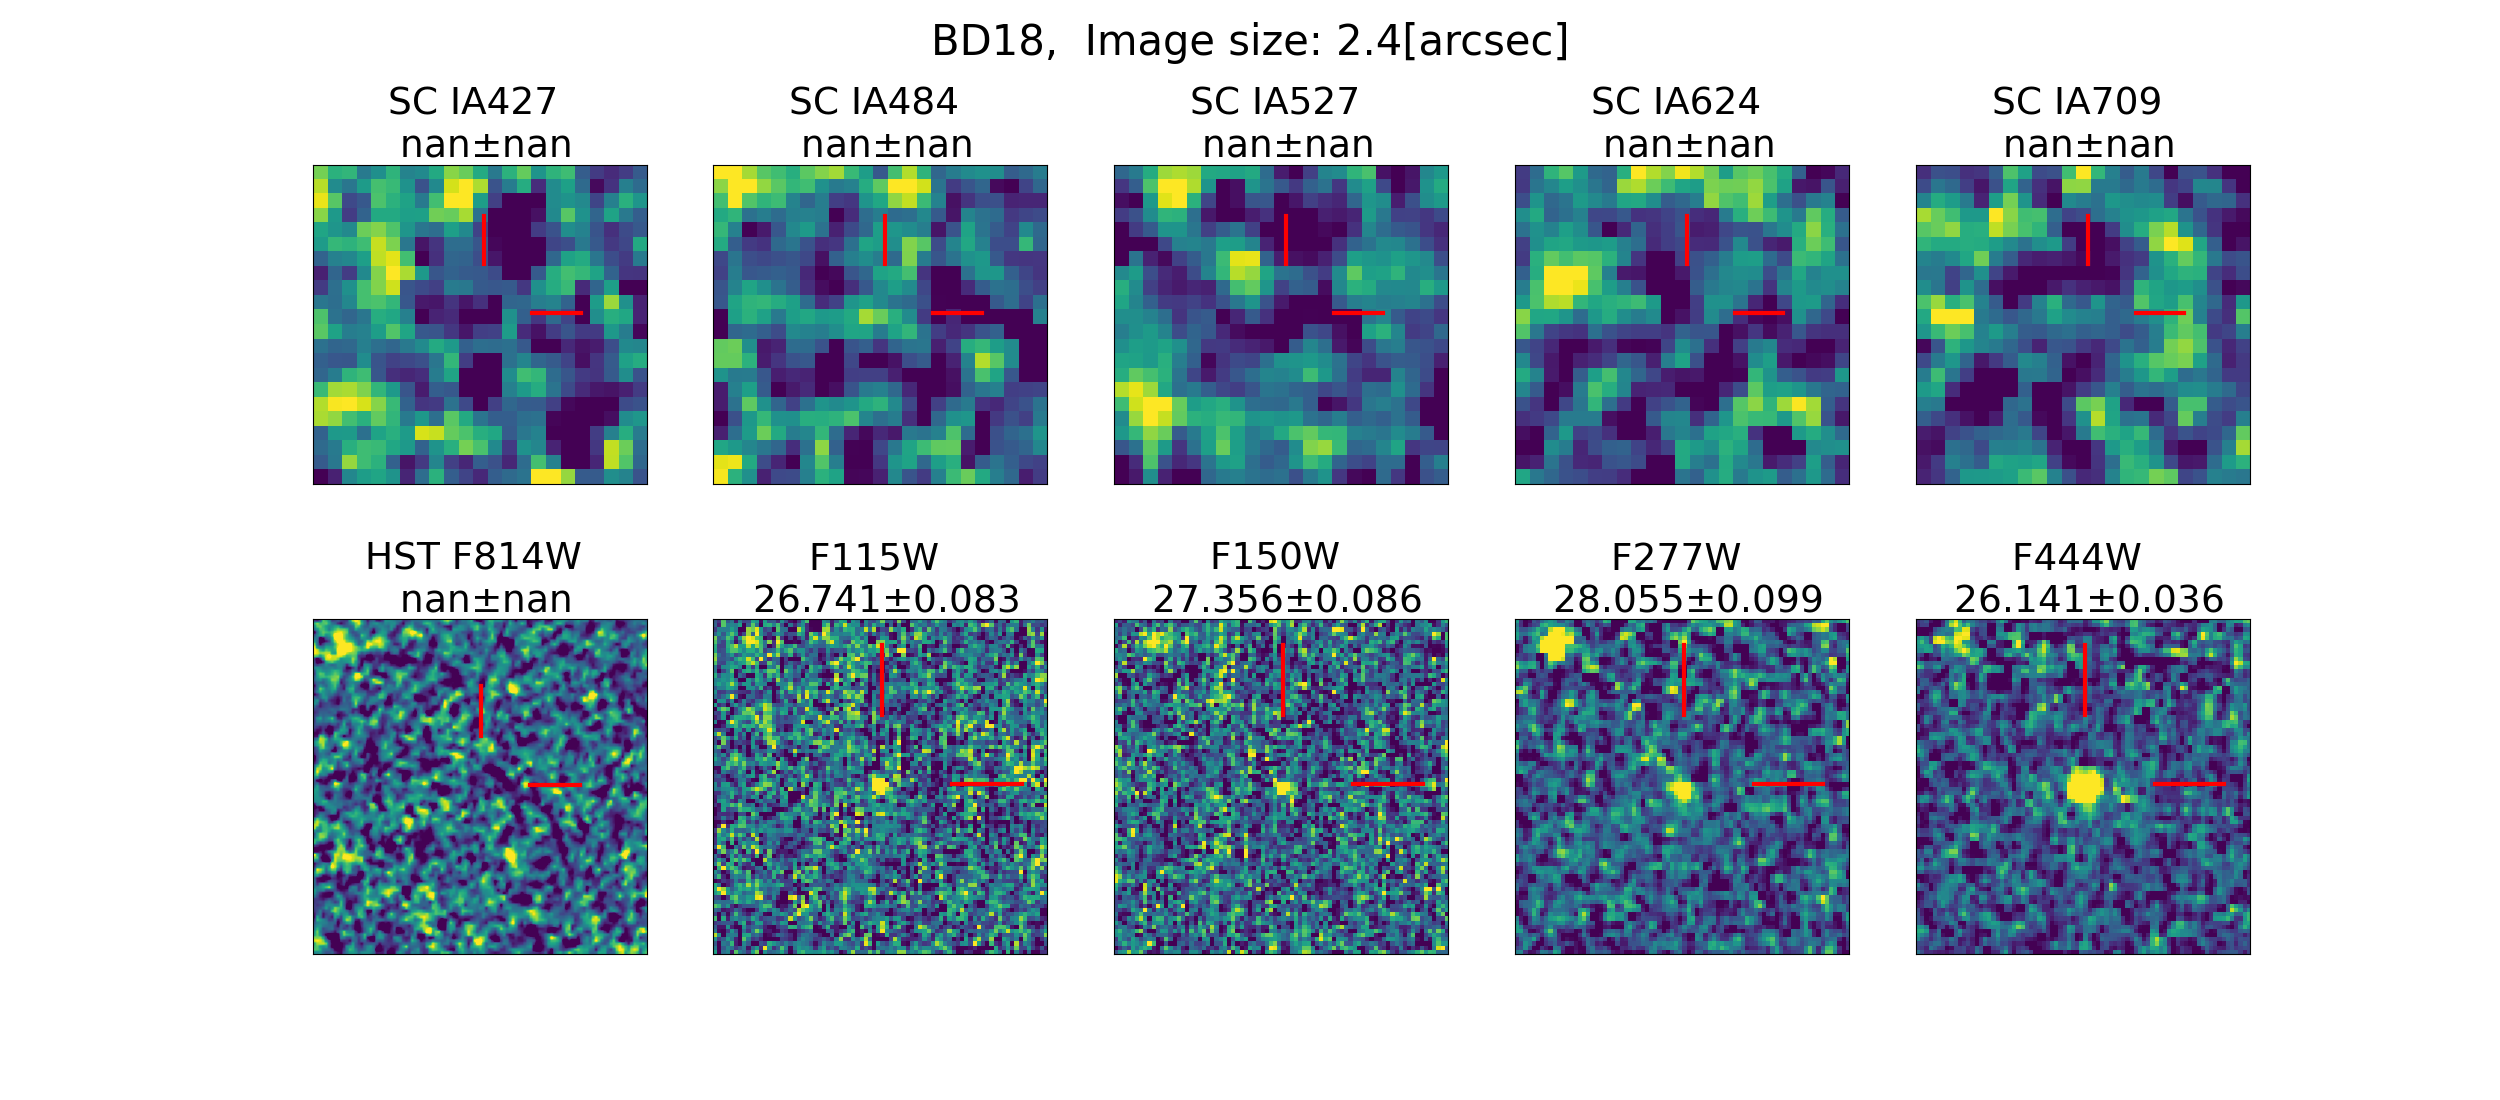 BD18, Image size: 2.4[arcsec]
SC IA427
nan±nan
SC IA484
nan±nan
SC IA527
nan±nan
SC IA624
nan±nan
SC IA709
nan±nan
HST F814W
nan±nan
F115W
26.741±0.083
F150W
27.356±0.086
F277W
28.055±0.099
F444W
26.141±0.036